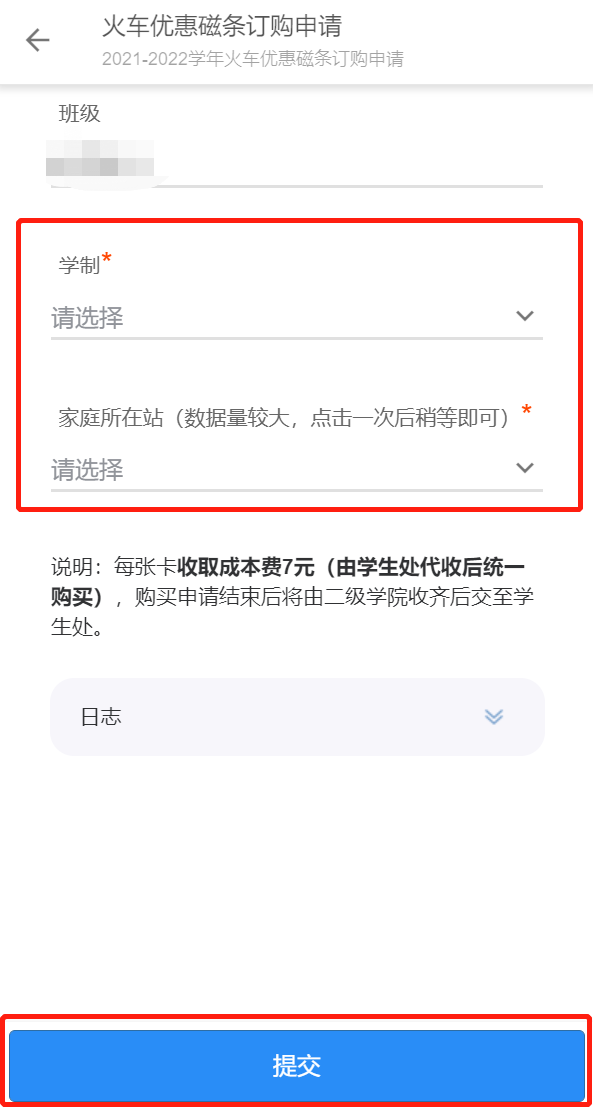 火车优惠磁条订购申请
2021-2022学年火车优惠磁条订购申请
班级
学制*
请选择
家庭所在站（数据量较大，点击一次后稍等即可）*
请选择
说明：每张卡收取成本费7元（由学生处代收后统一
购买），购买申请结束后将由二级学院收齐后交至学
生处。
日志
提交